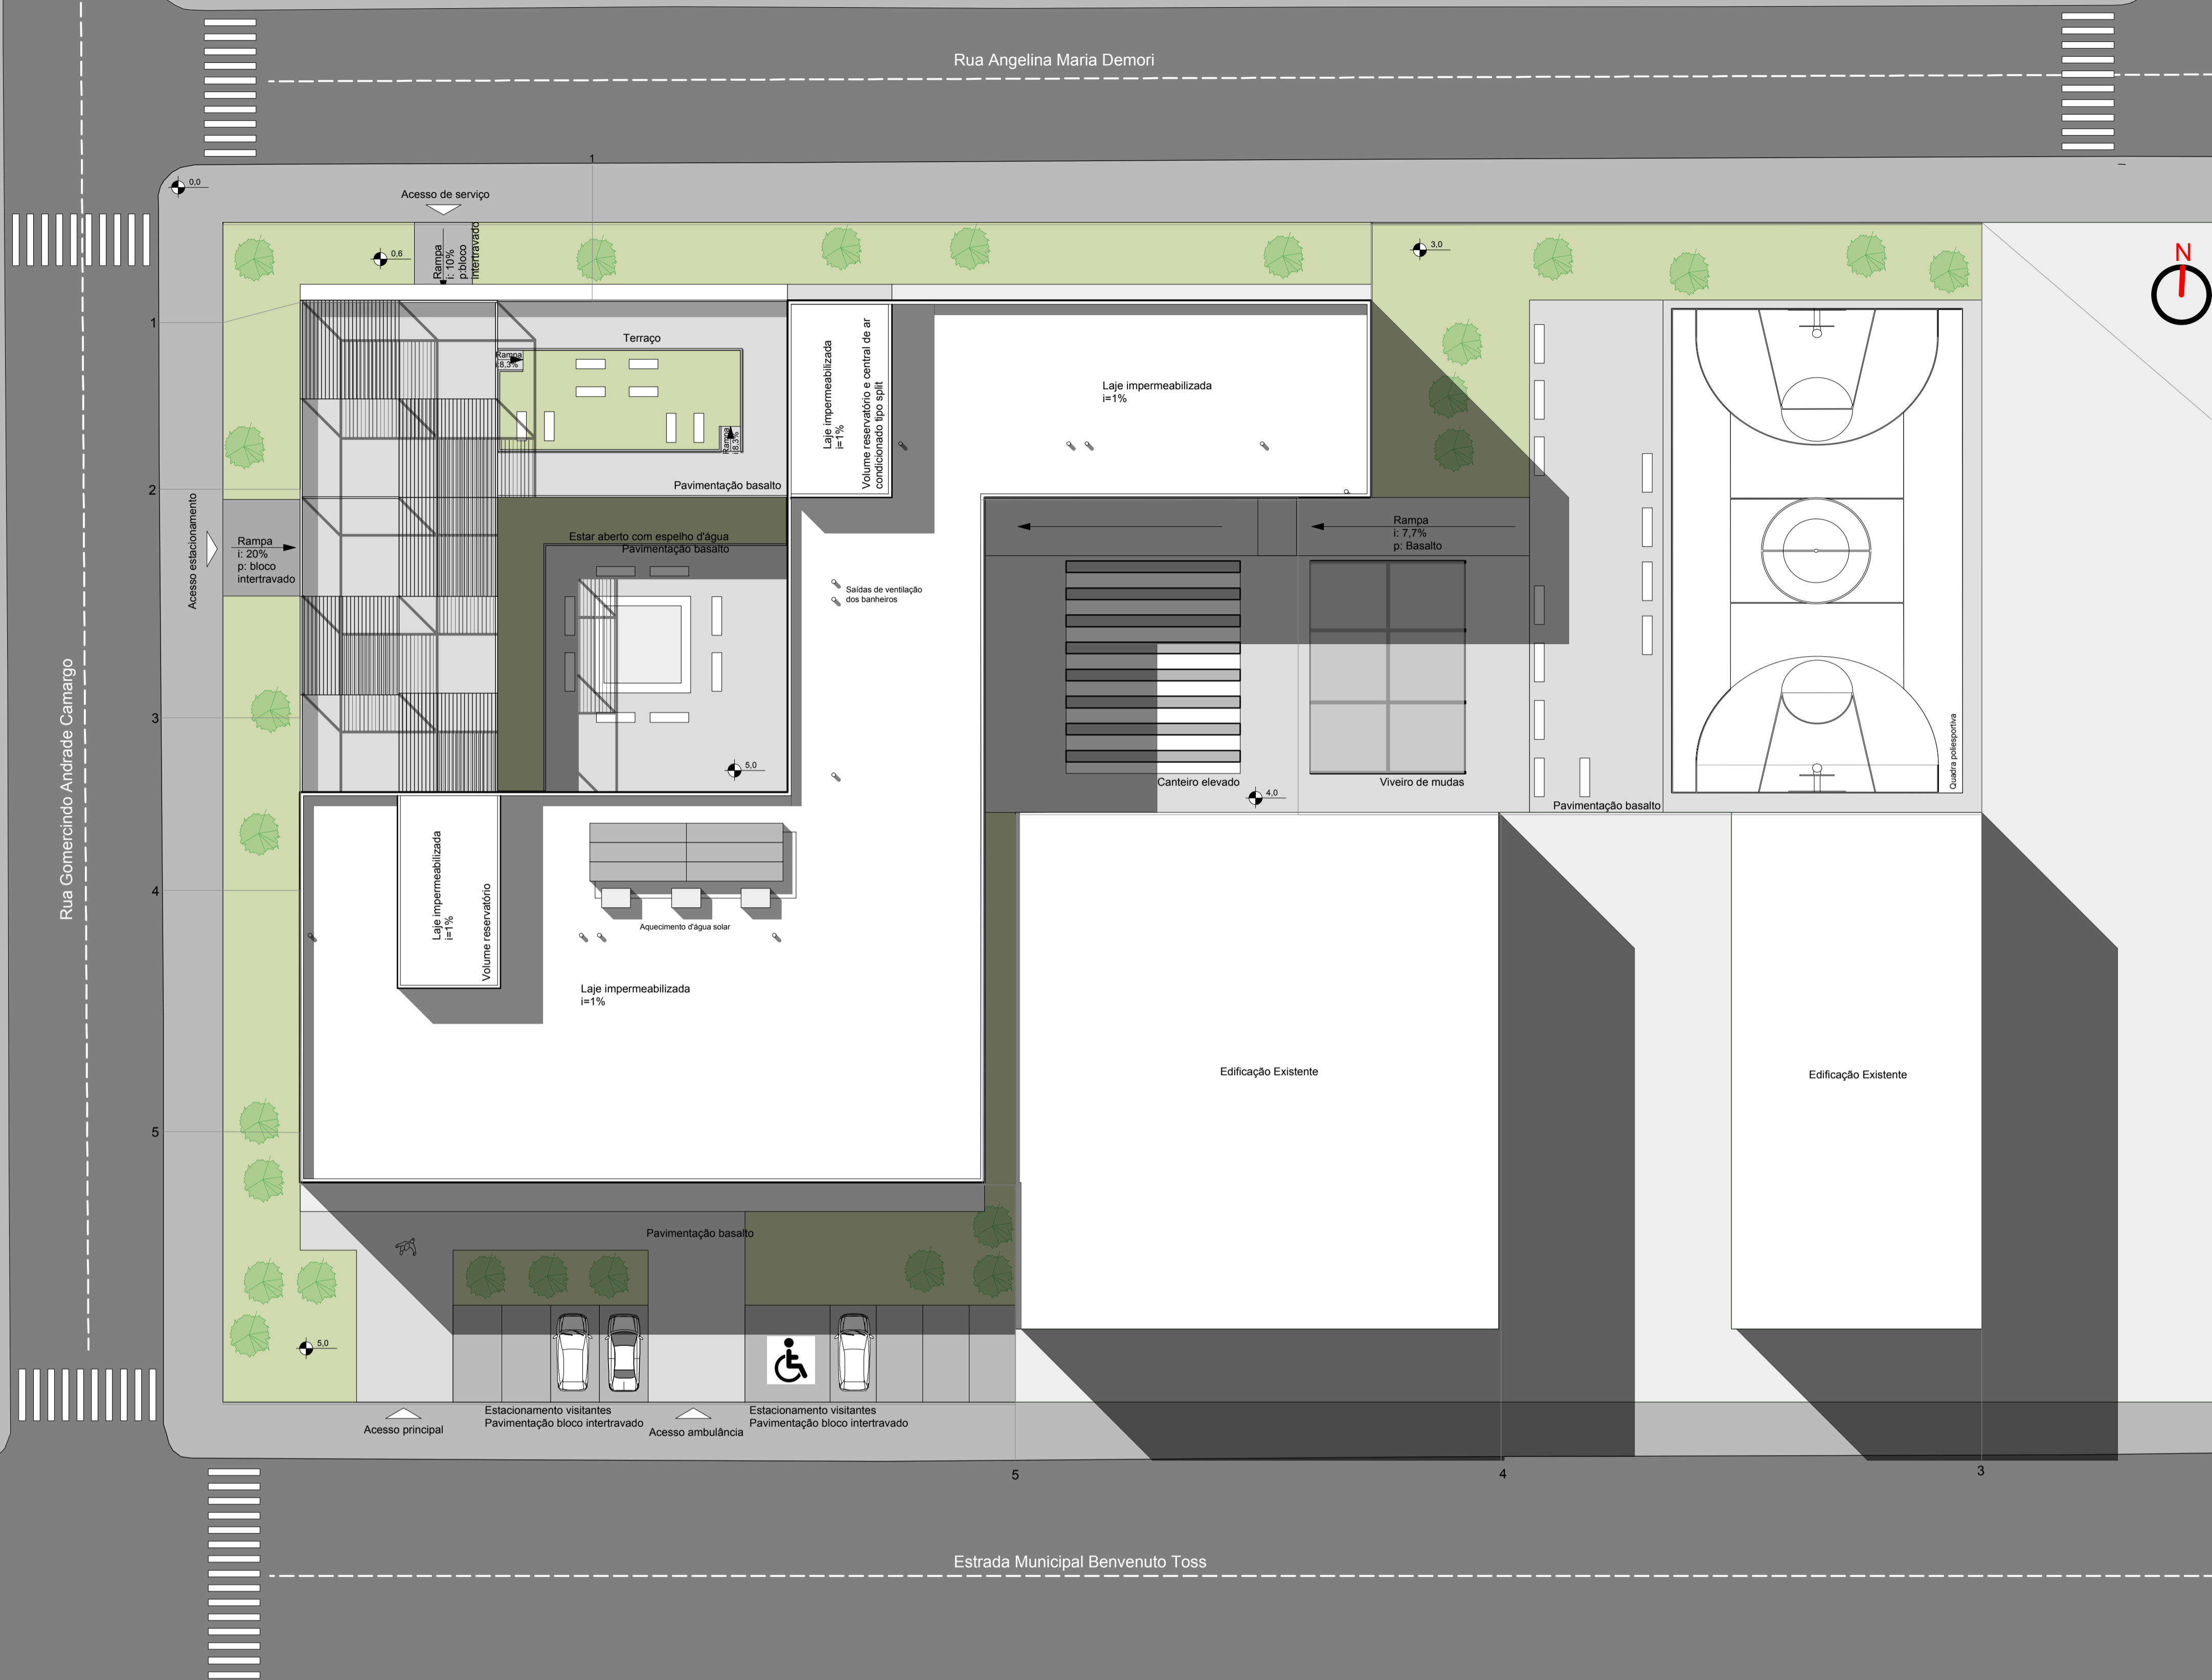 Rua Angelina Maria Demori
1
0,0
Acesso de serviço
N
0,6
Rampa
i: 10%
p:bloco
intertravado
3,0
1
Terraço
Rampa
i:8,3%
Laje impermeabilizada
i=1%
Volume reservatório e central de ar
condicionado tipo split
Laje impermeabilizada
i=1%
Rampa
i:8,3%
2
Pavimentação basalto
Acesso estacionamento
Rampa
i: 20%
p: bloco
intertravado
Estar aberto com espelho d'água
Pavimentação basalto
Rampa
i: 7,7%
p: Basalto
Saídas de ventilação
dos banheiros
Rua Gomercindo Andrade Camargo
3
5,0
Canteiro elevado
4,0
Viveiro de mudas
Pavimentação basalto
Quadra poliesportiva
4
Laje impermeabilizada
i=1%
Volume reservatório
Aquecimento d'água solar
Laje impermeabilizada
i=1%
Edificação Existente
Edificação Existente
5
Pavimentação basalto
5,0
Acesso principal
Estacionamento visitantes
Pavimentação bloco intertravado
Acesso ambulância
Estacionamento visitantes
Pavimentação bloco intertravado
5
4
3
Estrada Municipal Benvenuto Toss